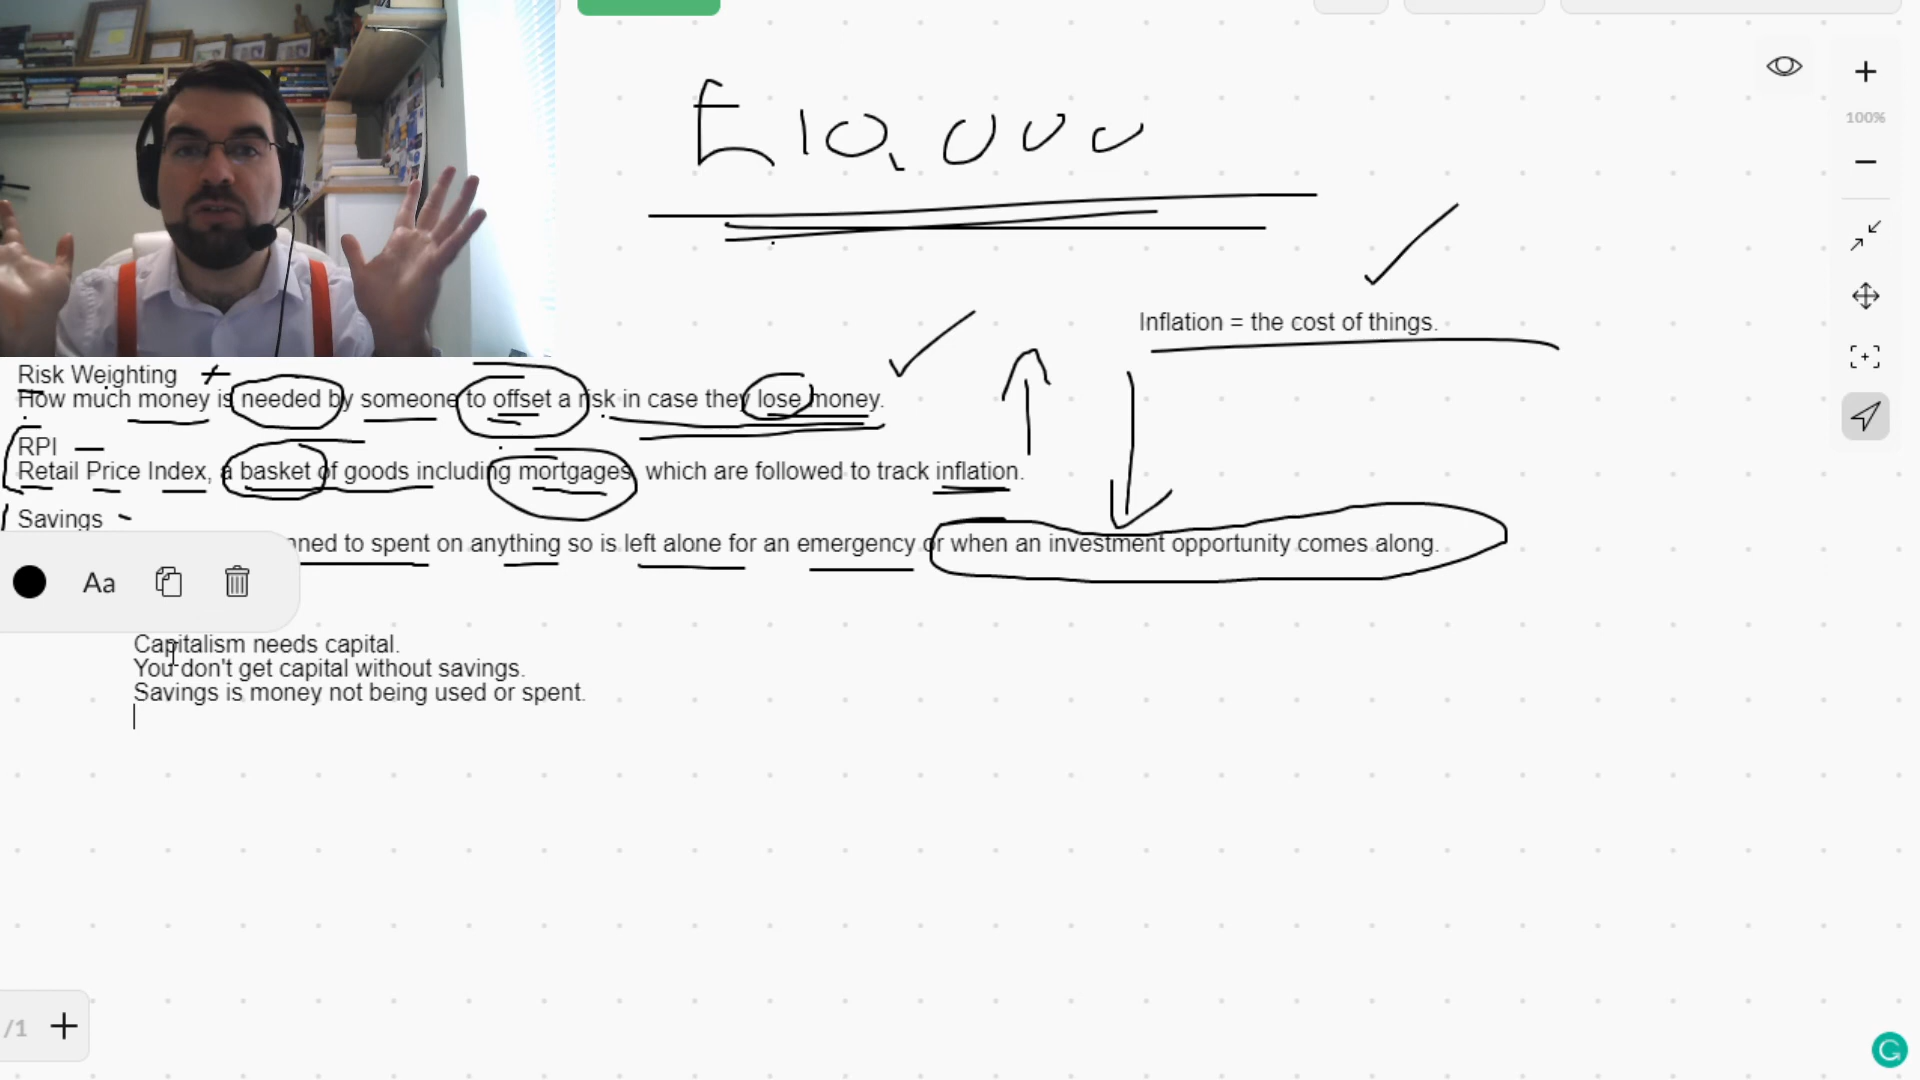 £10,000
100%
Inflation = the cost of things.
Risk Weighting
How much money is needed by someone to offset a risk in case they lose money.
RPI
Retail Price Index, a basket of goods including mortgages, which are followed to track inflation.
Savings
to spent on anything so is left alone for an emergency or when an investment opportunity comes along.
Aa
Capitalism needs capital.
You don't get capital without savings.
Savings is money not being used or spent.
/1